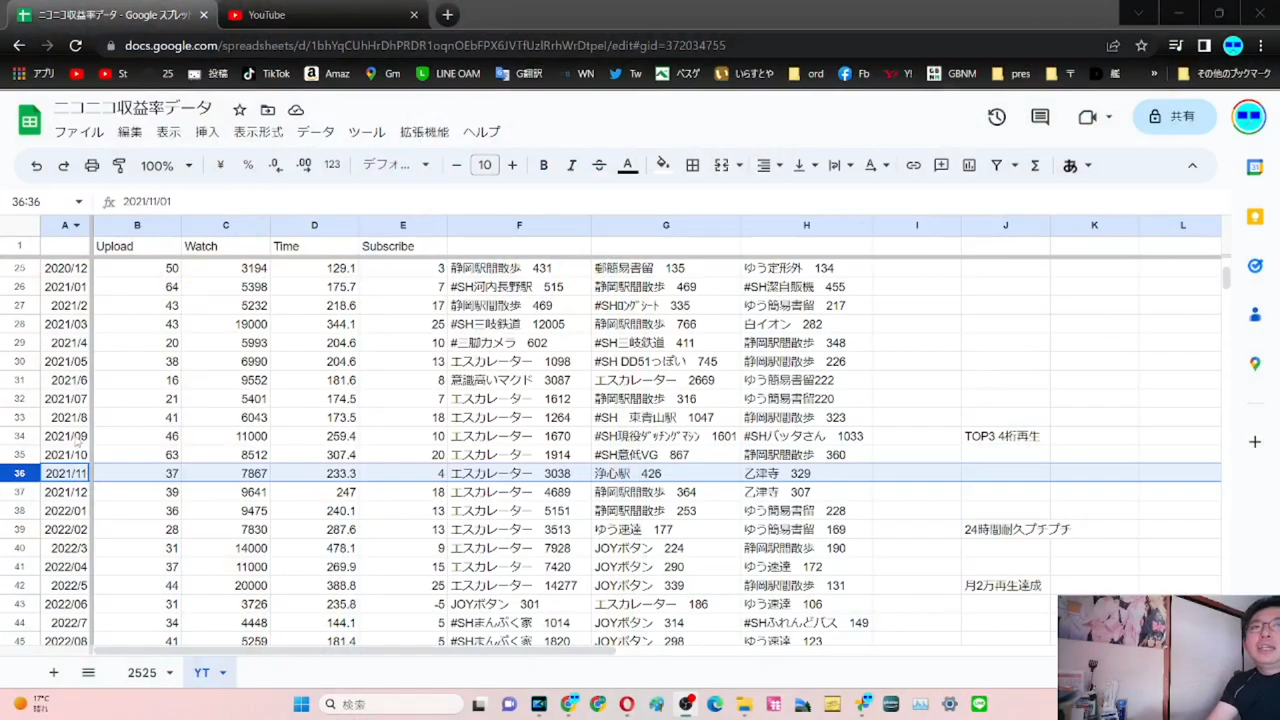 ニコニコ収益率データ - Google スプレッ YouTube
docs.google.com/spreadsheets/d/1bhYqCUhHrDhPRDR1oqnOEbFPX6JVTfUzlRrhWrDtpeI/edit#gid=372034755
アプリ St 25 投稿 TikTok Amaz Gm LINE OAM G翻訳 WN Tw ペスゲ いらすとや ord Fb Y! GBNM pres 〒 艦 » その他のブックマーク
ニコニコ収益率データ
ファイル 編集 表示 挿入 表示形式 データ ツール 拡張機能 ヘルプ 共有
100% ¥ % .0 .00 123 デフォ... 10 B I A あ
36:36 fx 2021/11/01
A B C D E F G H I J K L
1 Upload Watch Time Subscribe
25 2020/12 50 3194 129.1 3 静岡駅間散歩 431 郵簡易書留 135 ゆう定形外 134
26 2021/01 64 5398 175.7 7 #SH河内長野駅 515 静岡駅間散歩 469 #SH潔自販機 455
27 2021/2 43 5232 218.6 17 静岡駅間散歩 469 #SHﾛﾝｸﾞｼｰﾄ 335 ゆう簡易書留 217
28 2021/03 43 19000 344.1 25 #SH三岐鉄道 12005 静岡駅間散歩 766 白イオン 282
29 2021/4 20 5993 204.6 10 #三脚カメラ 602 #SH三岐鉄道 411 静岡駅間散歩 348
30 2021/05 38 6990 204.6 13 エスカレーター 1098 #SH DD51っぽい 745 静岡駅間散歩 226
31 2021/6 16 9552 181.6 8 意識高いマクド 3087 エスカレーター 2669 ゆう簡易書留222
32 2021/07 21 5401 174.5 7 エスカレーター 1612 静岡駅間散歩 316 ゆう簡易書留220
33 2021/8 41 6043 173.5 18 エスカレーター 1264 #SH 東青山駅 1047 静岡駅間散歩 323
34 2021/09 46 11000 259.4 10 エスカレーター 1670 #SH現役ﾀﾞｯﾁﾝｸﾞﾏｼﾝ 1601 #SHバッタさん 1033 TOP3 4桁再生
35 2021/10 63 8512 307.4 20 エスカレーター 1914 #SH意低VG 867 静岡駅間散歩 360
36 2021/11 37 7867 233.3 4 エスカレーター 3038 浄心駅 426 乙津寺 329
37 2021/12 39 9641 247 18 エスカレーター 4689 静岡駅間散歩 364 乙津寺 307
38 2022/01 36 9475 240.1 13 エスカレーター 5151 静岡駅間散歩 253 ゆう簡易書留 228
39 2022/02 28 7830 287.6 13 エスカレーター 3513 ゆう速達 177 ゆう簡易書留 169 24時間耐久プチプチ
40 2022/3 31 14000 478.1 9 エスカレーター 7928 JOYボタン 224 静岡駅間散歩 190
41 2022/04 37 11000 269.9 15 エスカレーター 7420 JOYボタン 290 ゆう速達 172
42 2022/5 44 20000 388.8 25 エスカレーター 14277 JOYボタン 339 静岡駅間散歩 131 月2万再生達成
43 2022/06 31 3726 235.8 -5 JOYボタン 301 エスカレーター 186 ゆう速達 106
44 2022/7 34 4448 144.1 5 #SHまんぶく家 1014 JOYボタン 314 #SHふれんどバス 149
45 2022/08 41 5259 181.4 5 #SHまんぶく家 1820 JOYボタン 298 ゆう速達 123
2525 YT
17℃ 晴れ 検索